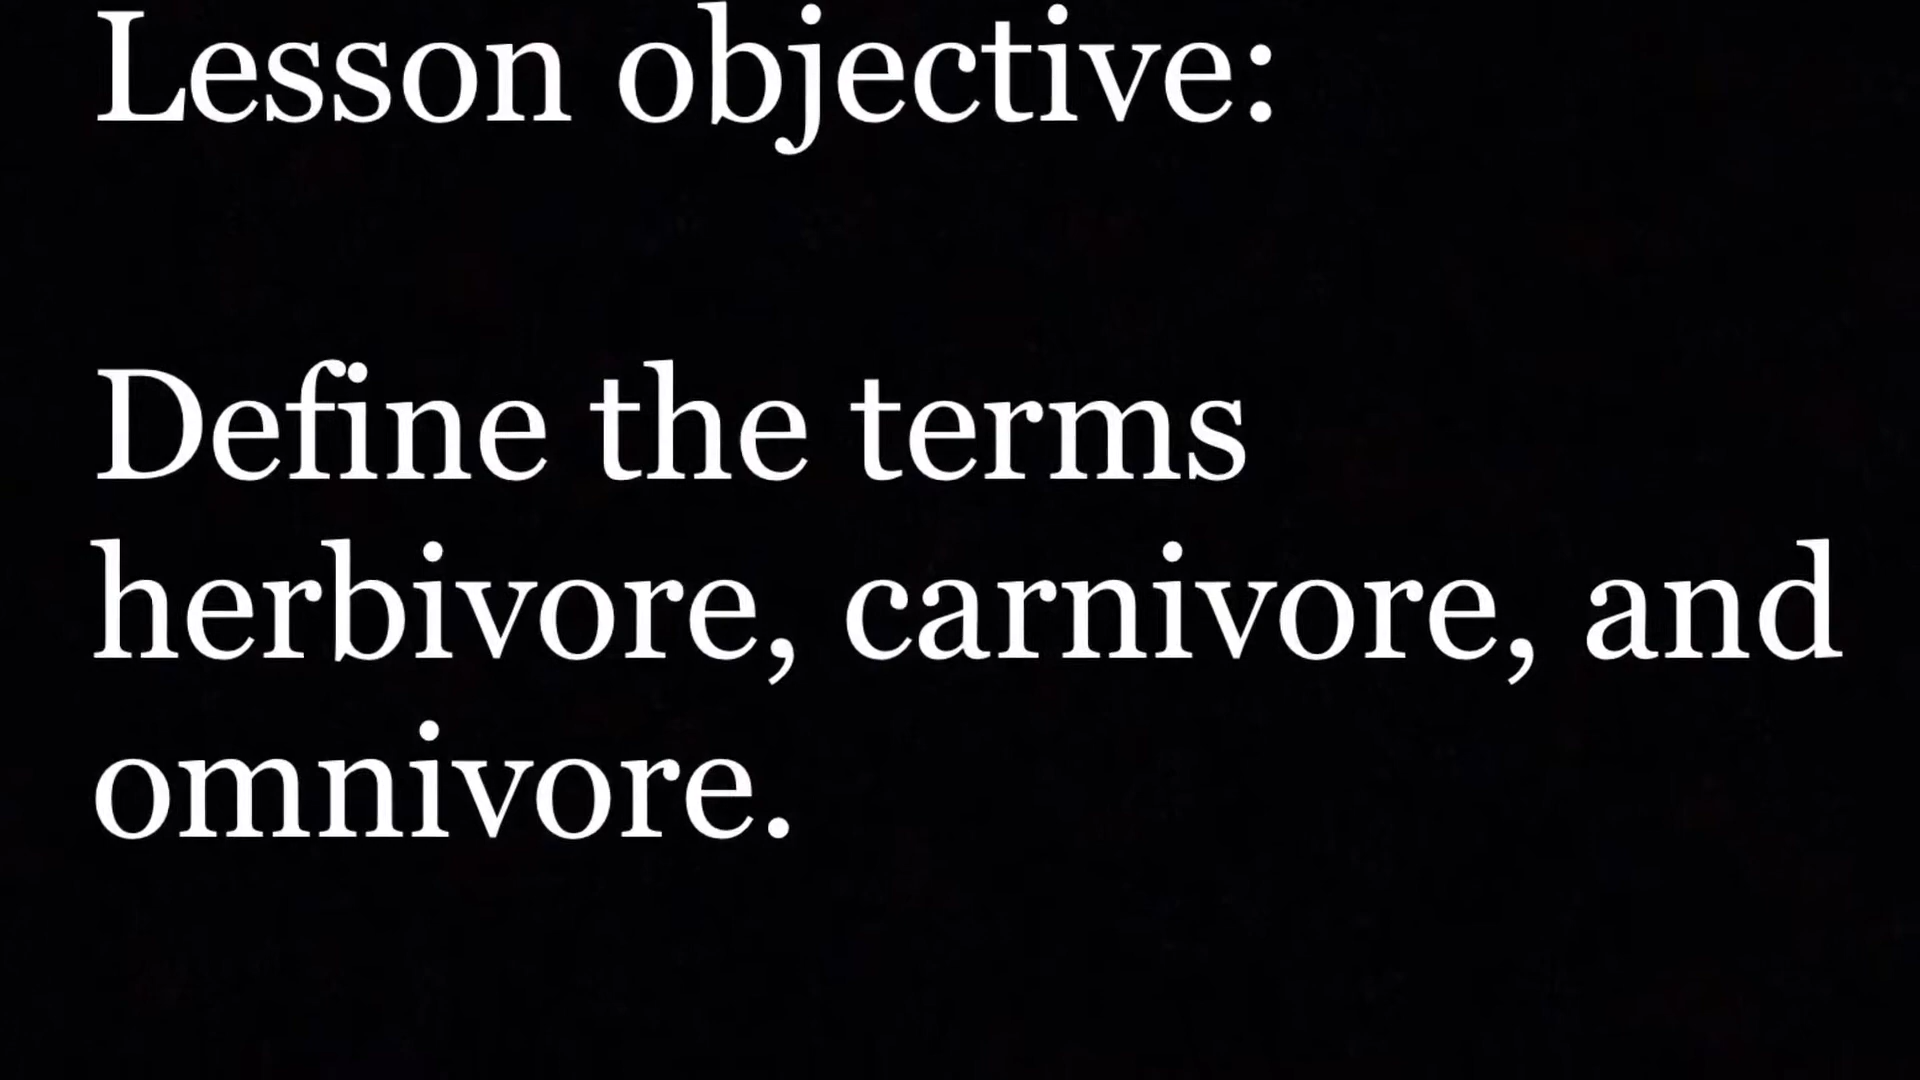 Lesson objective:
Define the terms
herbivore, carnivore, and
omnivore.